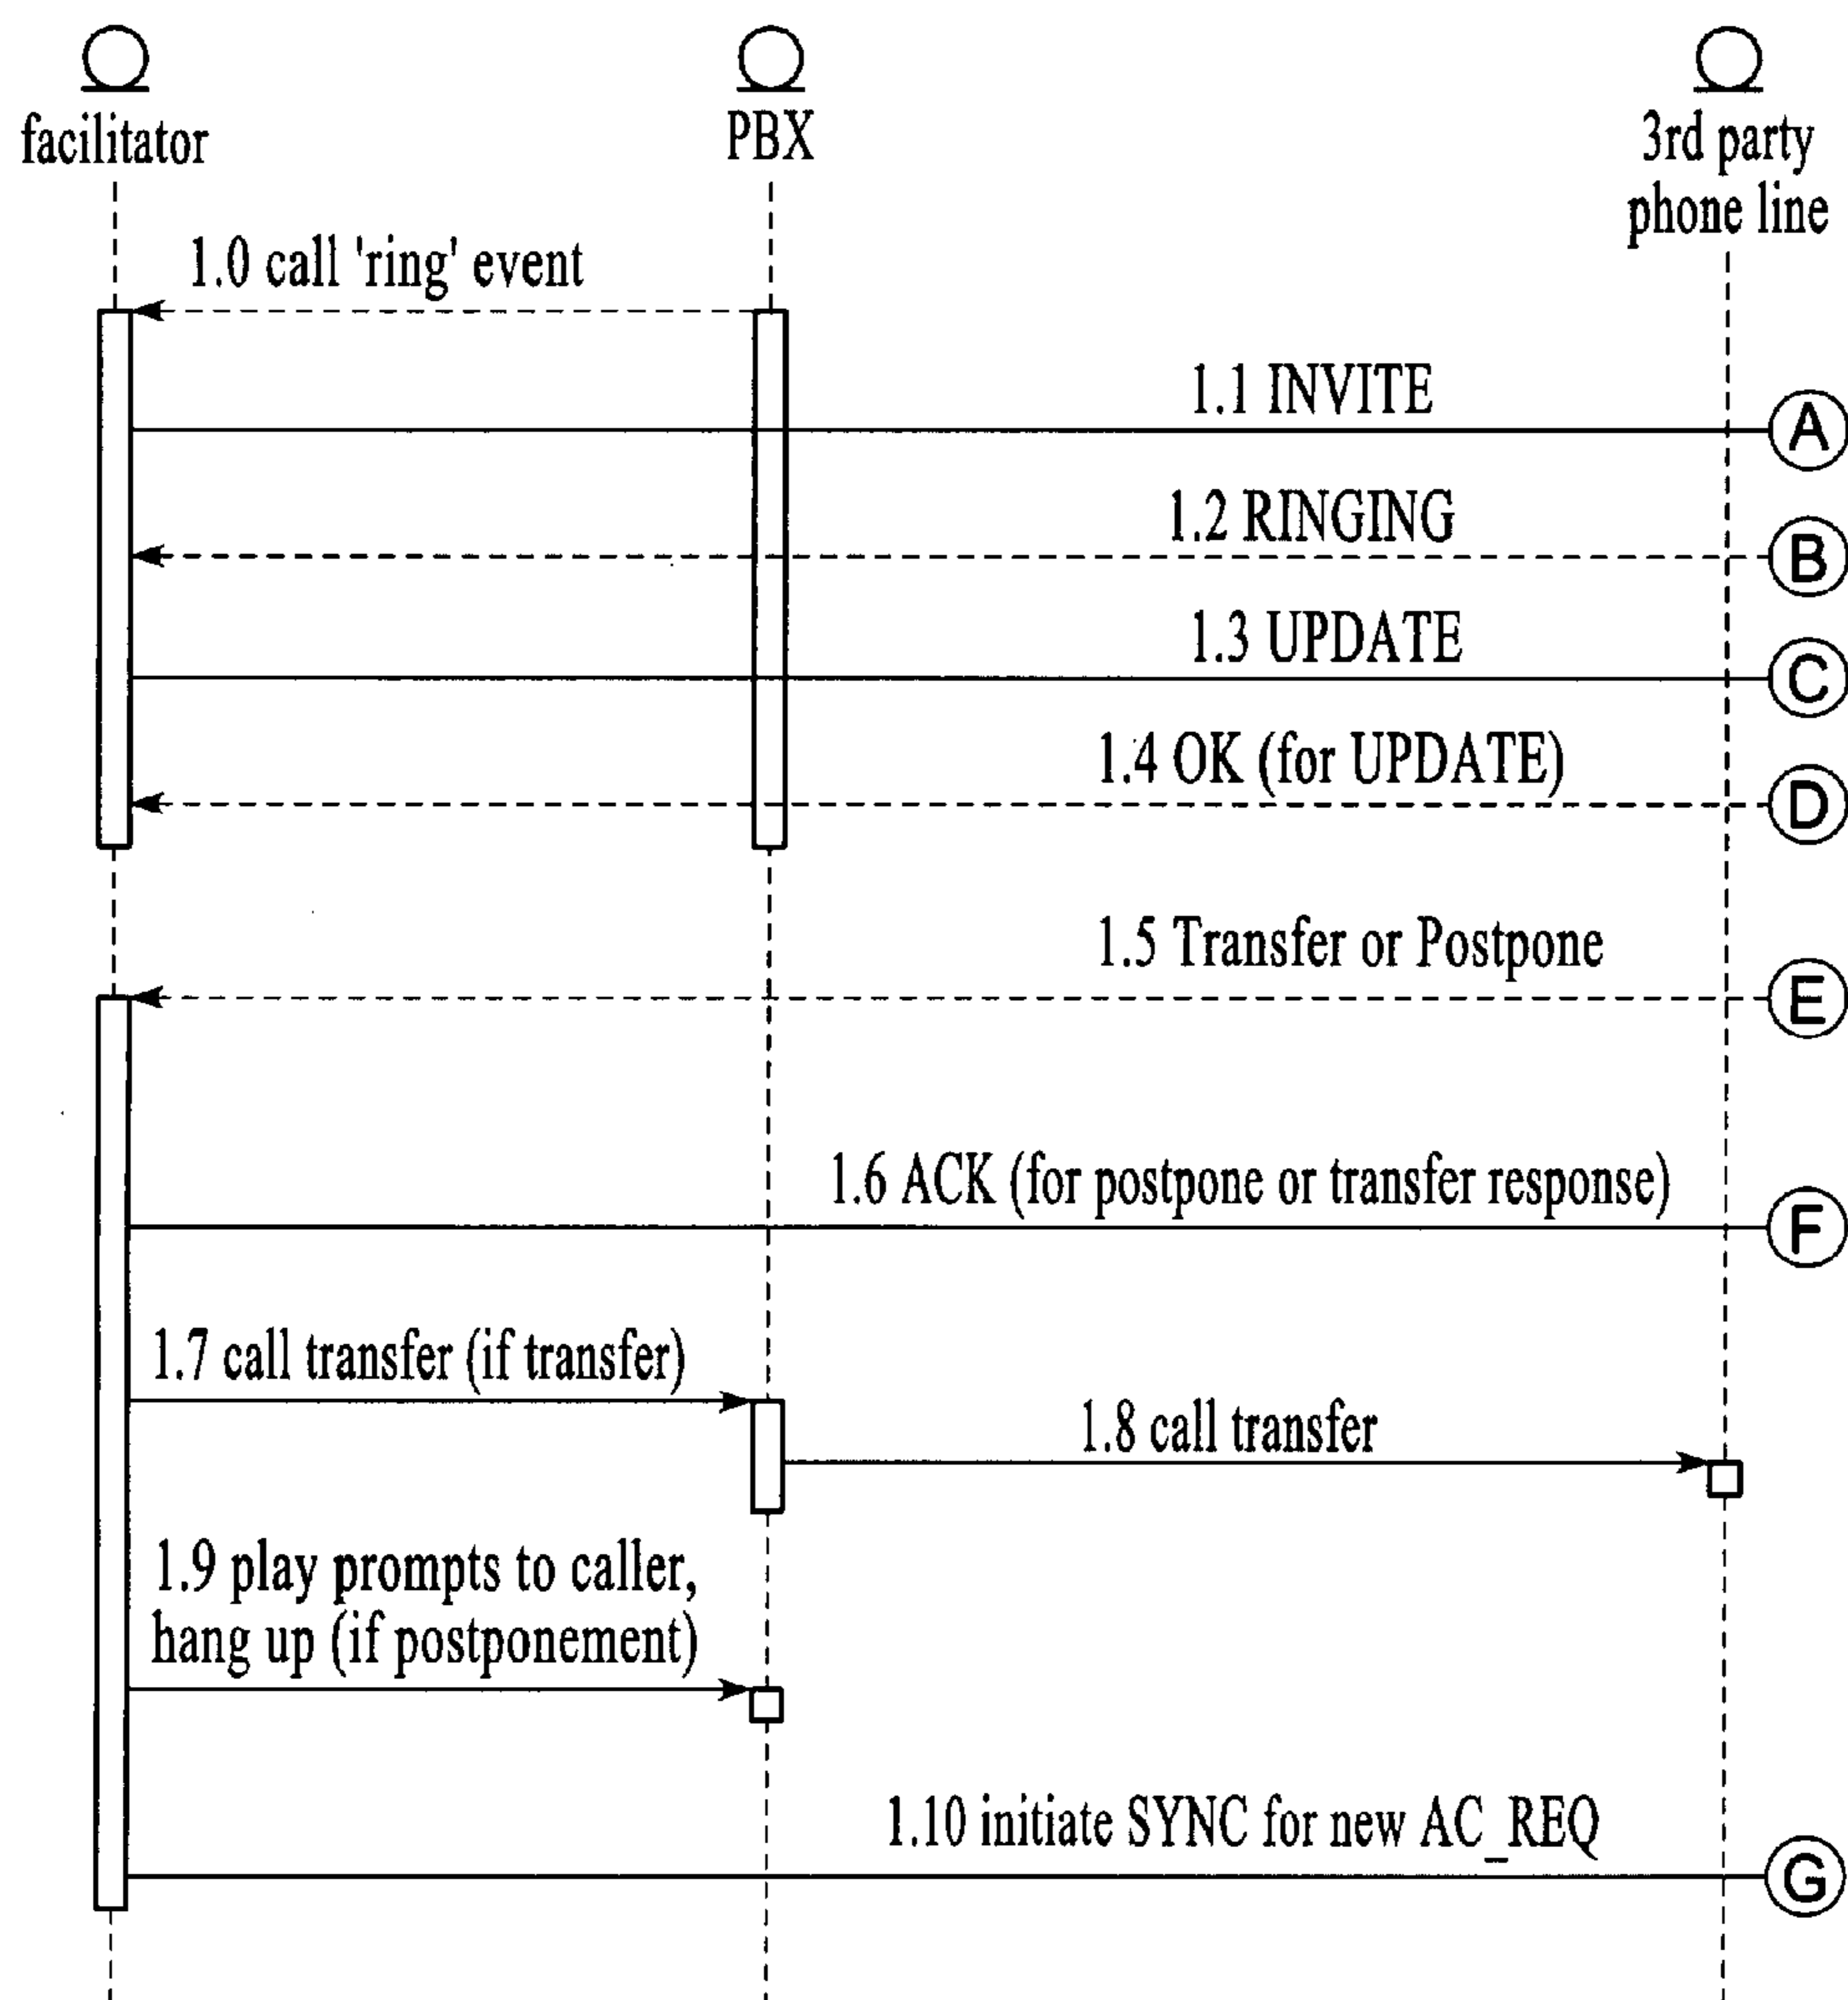 facilitator
PBX
3rd party
phone line
1.0 call 'ring' event
1.1 INVITE
A
1.2 RINGING
B
1.3 UPDATE
C
1.4 OK (for UPDATE)
D
1.5 Transfer or Postpone
E
1.6 ACK (for postpone or transfer response)
F
1.7 call transfer (if transfer)
1.8 call transfer
1.9 play prompts to caller,
hang up (if postponement)
1.10 initiate SYNC for new AC_REQ
G